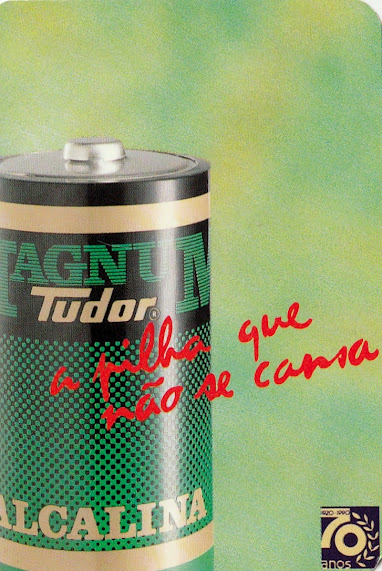 MAGNUM
Tudor®
a pilha que
não se cansa
ALCALINA
1920-1990
70
anos